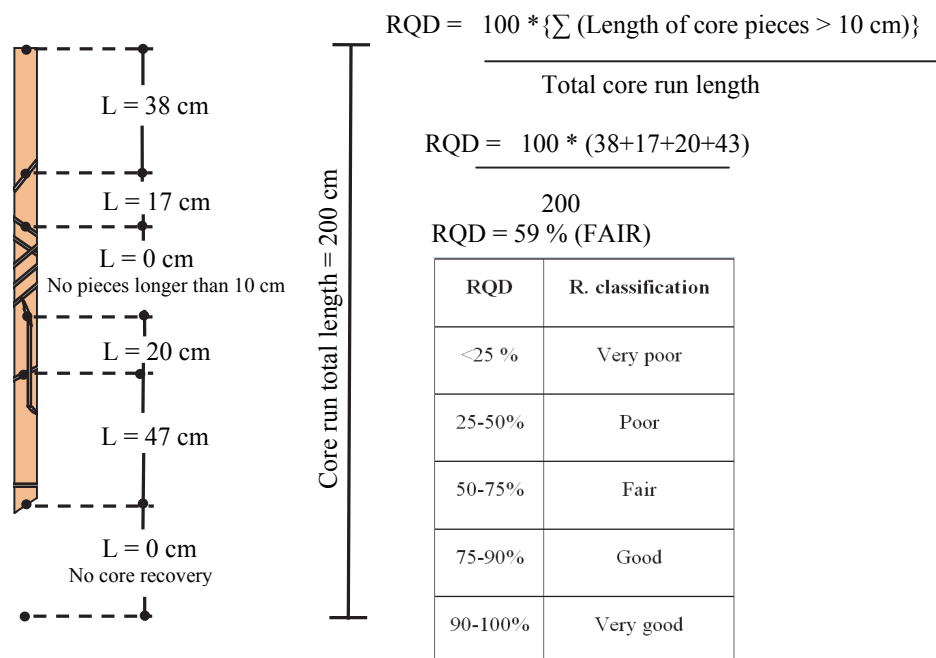 RQD = 100 *{∑ (Length of core pieces > 10 cm)}
Total core run length
RQD = 100 * (38+17+20+43)
200
RQD = 59 % (FAIR)
L = 38 cm
L = 17 cm
L = 0 cm
No pieces longer than 10 cm
L = 20 cm
L = 47 cm
L = 0 cm
No core recovery
Core run total length = 200 cm
RQD R. classification
<25 % Very poor
25-50% Poor
50-75% Fair
75-90% Good
90-100% Very good